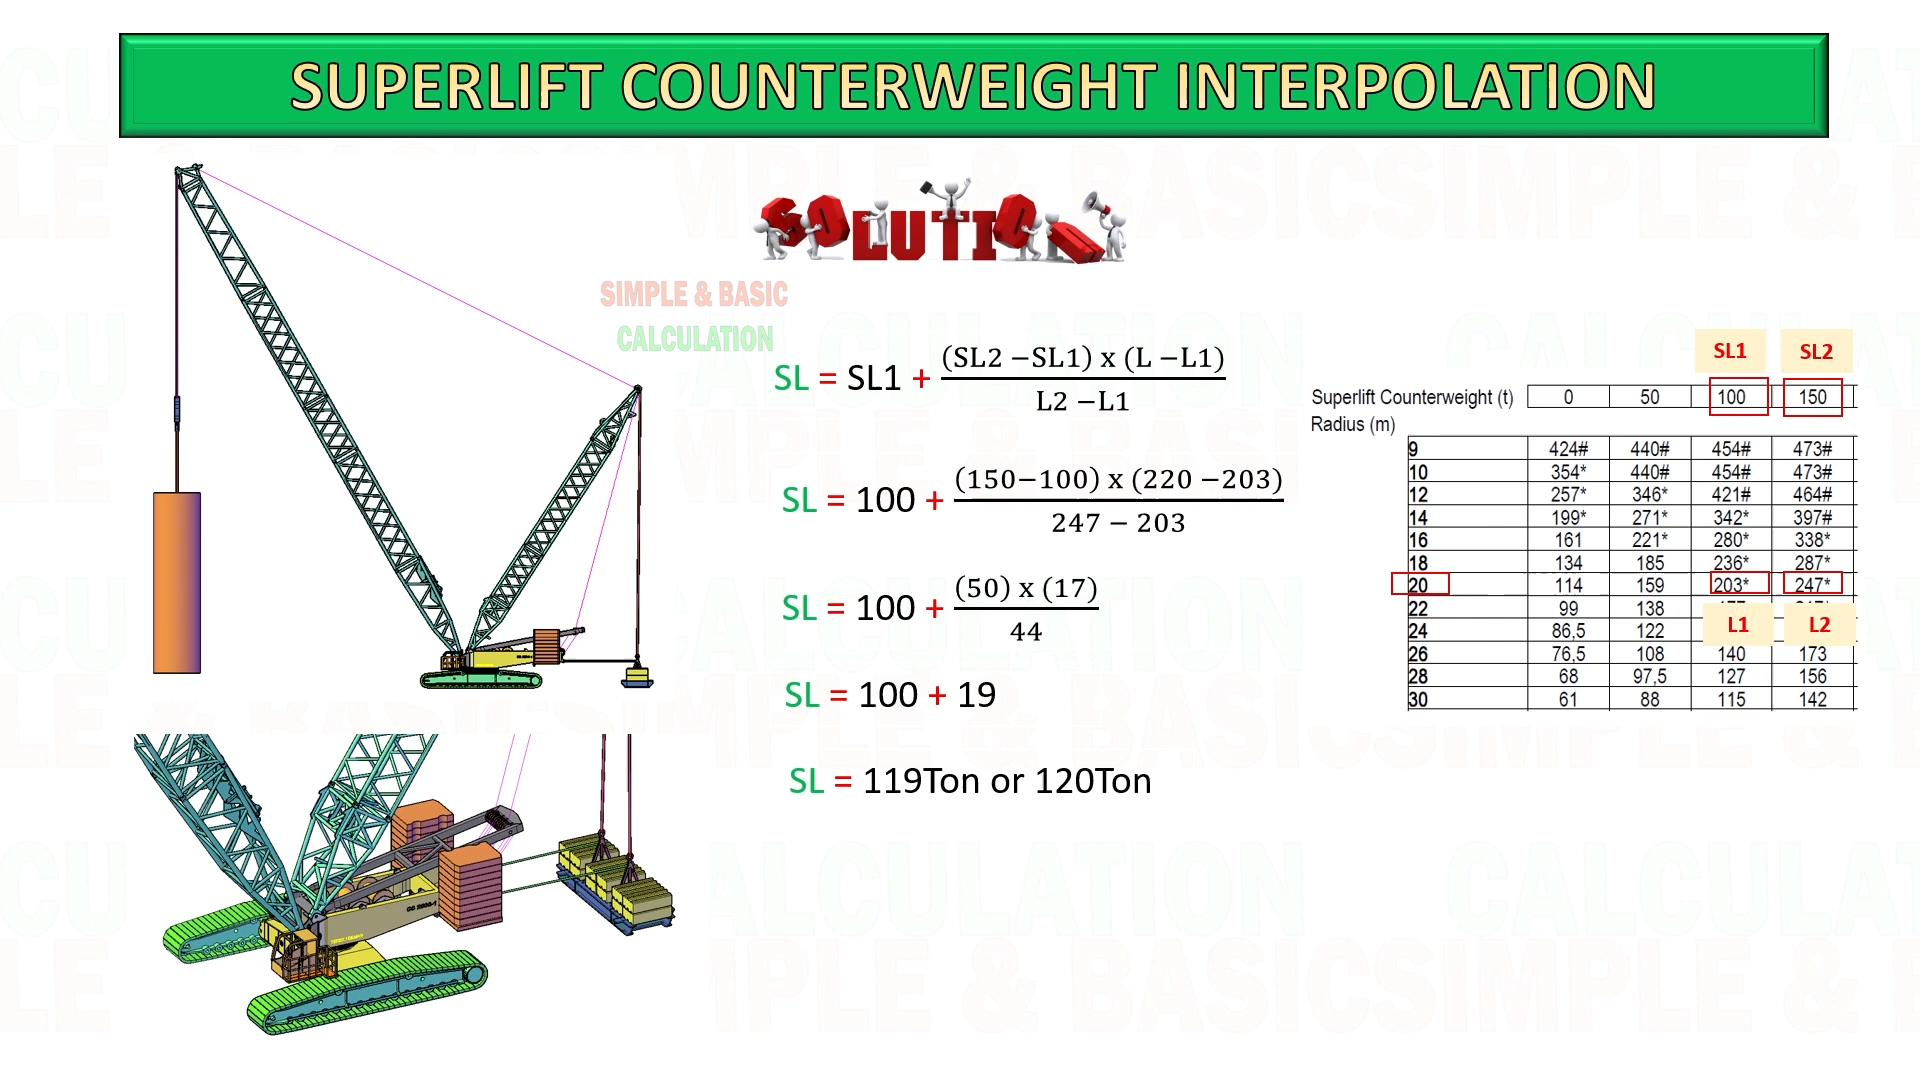 SUPERLIFT COUNTERWEIGHT INTERPOLATION
SOLUTION
SIMPLE & BASIC
CALCULATION
SL = SL1 + (SL2 −SL1) x (L −L1)
L2 −L1
SL = 100 + (150−100) x (220 −203)
247 − 203
SL = 100 + (50) x (17)
44
SL = 100 + 19
SL = 119Ton or 120Ton
SL1 SL2
Superlift Counterweight (t) 0 50 100 150
Radius (m)
9 424# 440# 454# 473#
10 354* 440# 454# 473#
12 257* 346* 421# 464#
14 199* 271* 342* 397#
16 161 221* 280* 338*
18 134 185 236* 287*
20 114 159 203* 247*
22 99 138
L1 L2
24 86,5 122
26 76,5 108 140 173
28 68 97,5 127 156
30 61 88 115 142